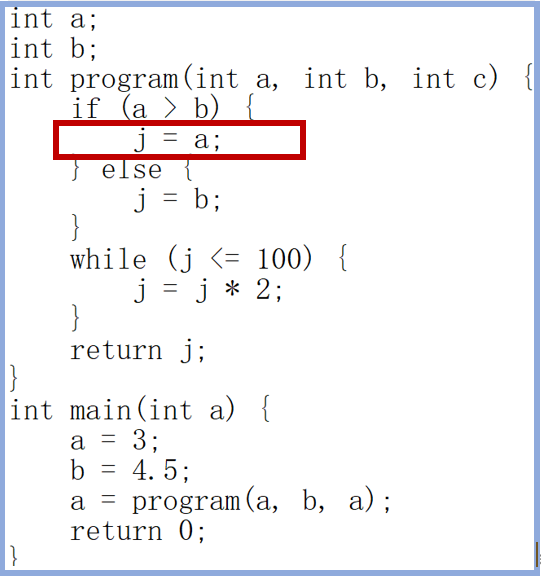 int a;
int b;
int program(int a, int b, int c) {
    if (a > b) {
        j = a;
    } else {
        j = b;
    }
    while (j <= 100) {
        j = j * 2;
    }
    return j;
}
int main(int a) {
    a = 3;
    b = 4.5;
    a = program(a, b, a);
    return 0;
}